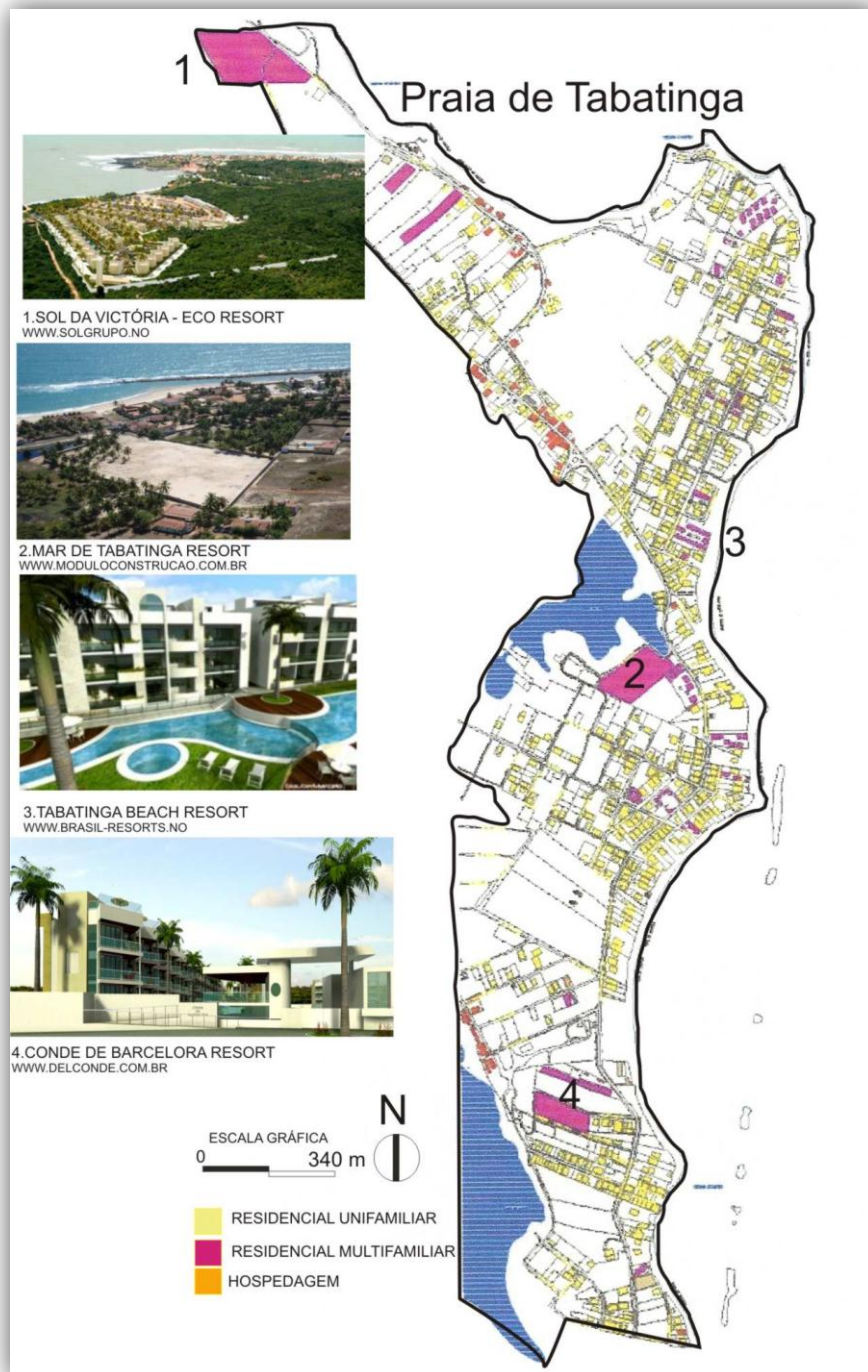 1
Praia de Tabatinga
1.SOL DA VICTÓRIA - ECO RESORT
WWW.SOLGRUPO.NO
2.MAR DE TABATINGA RESORT
WWW.MODULOCONSTRUCAO.COM.BR
3
2
3.TABATINGA BEACH RESORT
WWW.BRASIL-RESORTS.NO
4.CONDE DE BARCELORA RESORT
WWW.DELCONDE.COM.BR
4
N
ESCALA GRÁFICA
0 340 m
RESIDENCIAL UNIFAMILIAR
RESIDENCIAL MULTIFAMILIAR
HOSPEDAGEM